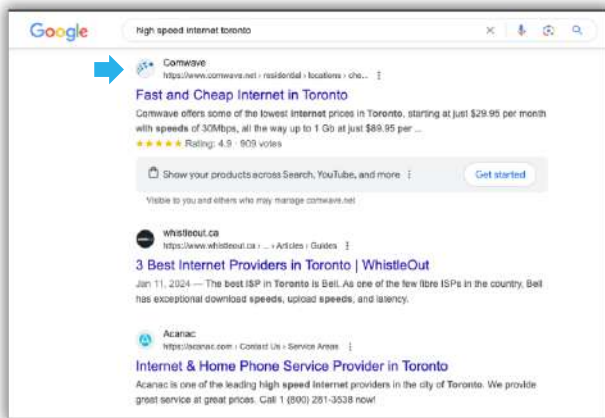 Google
high speed internet toronto
Comwave
https://www.comwave.net › residential › locations › che...
Fast and Cheap Internet in Toronto
Comwave offers some of the lowest internet prices in Toronto, starting at just $29.95 per month
with speeds of 30Mbps, all the way up to 1 Gb at just $89.95 per ...
Rating: 4.9 · 909 votes
Show your products across Search, YouTube, and more
Get started
Visible to you and others who may manage comwave.net
whistleout.ca
https://www.whistleout.ca › ... › Articles › Guides
3 Best Internet Providers in Toronto | WhistleOut
Jan 11, 2024 — The best ISP in Toronto is Bell. As one of the few fibre ISPs in the country, Bell
has exceptional download speeds, upload speeds, and latency.
Acanac
https://acanac.com › Contact Us › Service Areas
Internet & Home Phone Service Provider in Toronto
Acanac is one of the leading high speed internet providers in the city of Toronto. We provide
great service at great prices. Call 1 (800) 281-3538 now!